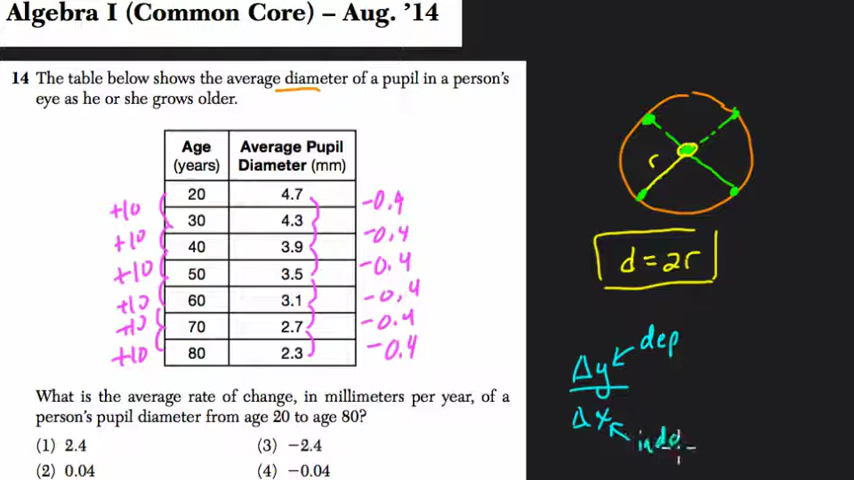 Algebra I (Common Core) – Aug. ’14
14 The table below shows the average diameter of a pupil in a person’s
eye as he or she grows older.
Age (years) Average Pupil Diameter (mm)
+10 20 4.7 -0.4
+10 30 4.3 -0.4
+10 40 3.9 -0.4
+10 50 3.5 -0.4
+10 60 3.1 -0.4
+10 70 2.7 -0.4
80 2.3
What is the average rate of change, in millimeters per year, of a
person’s pupil diameter from age 20 to age 80?
(1) 2.4 (3) −2.4
(2) 0.04 (4) −0.04
r
d = 2r
Δy dep
Δx